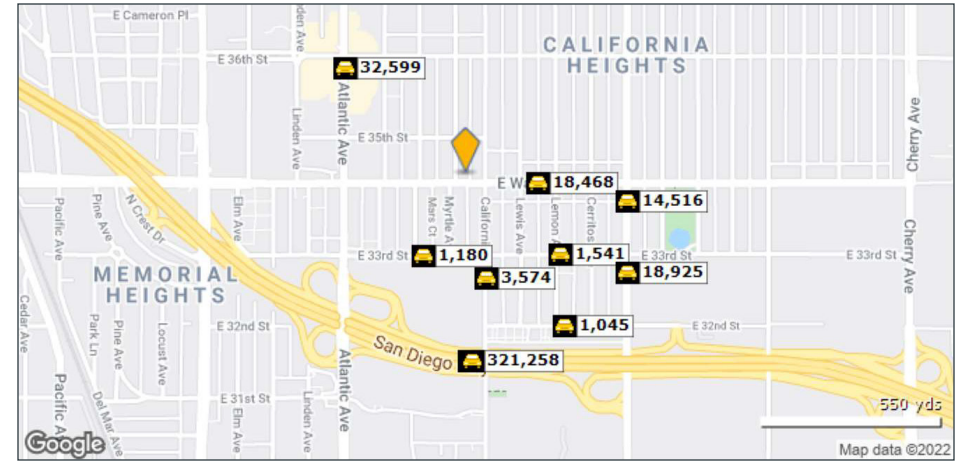 E Cameron Pl
CALIFORNIA
HEIGHTS
E 36th St
32,599
Atlantic Ave
Linden Ave
E 35th St
Cherry Ave
18,468
14,516
Pacific Ave
Pine Ave
N Crest Dr
Elm Ave
Mars Ct
Lewis Ave
Cerritos
E 33rd St
1,180
1,541
E 33rd St
E 33rd St
3,574
18,925
Cherry Ave
MEMORIAL
HEIGHTS
Cedar Ave
Park Ln
Pine Ave
Locust Ave
E 32nd St
1,045
E 32nd St
San Diego
321,258
Atlantic Ave
Pacific
Del Mar Ave
E 31st St
Elm Ave
Linden Ave
550 yds
Google
Map data ©2022